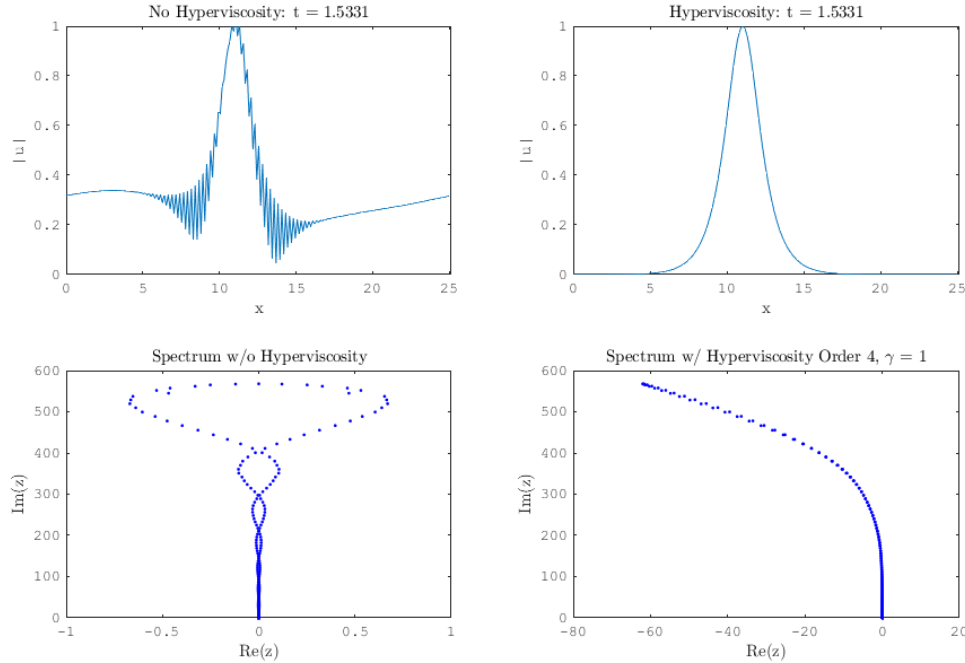 No Hyperviscosity: t = 1.5331
1
0.8
0.6
0.4
0.2
0
|u|
0 5 10 15 20 25
x
Hyperviscosity: t = 1.5331
1
0.8
0.6
0.4
0.2
0
|u|
0 5 10 15 20 25
x
Spectrum w/o Hyperviscosity
600
500
400
300
200
100
0
Im(z)
-1 -0.5 0 0.5 1
Re(z)
Spectrum w/ Hyperviscosity Order 4, γ = 1
600
500
400
300
200
100
0
Im(z)
-80 -60 -40 -20 0 20
Re(z)